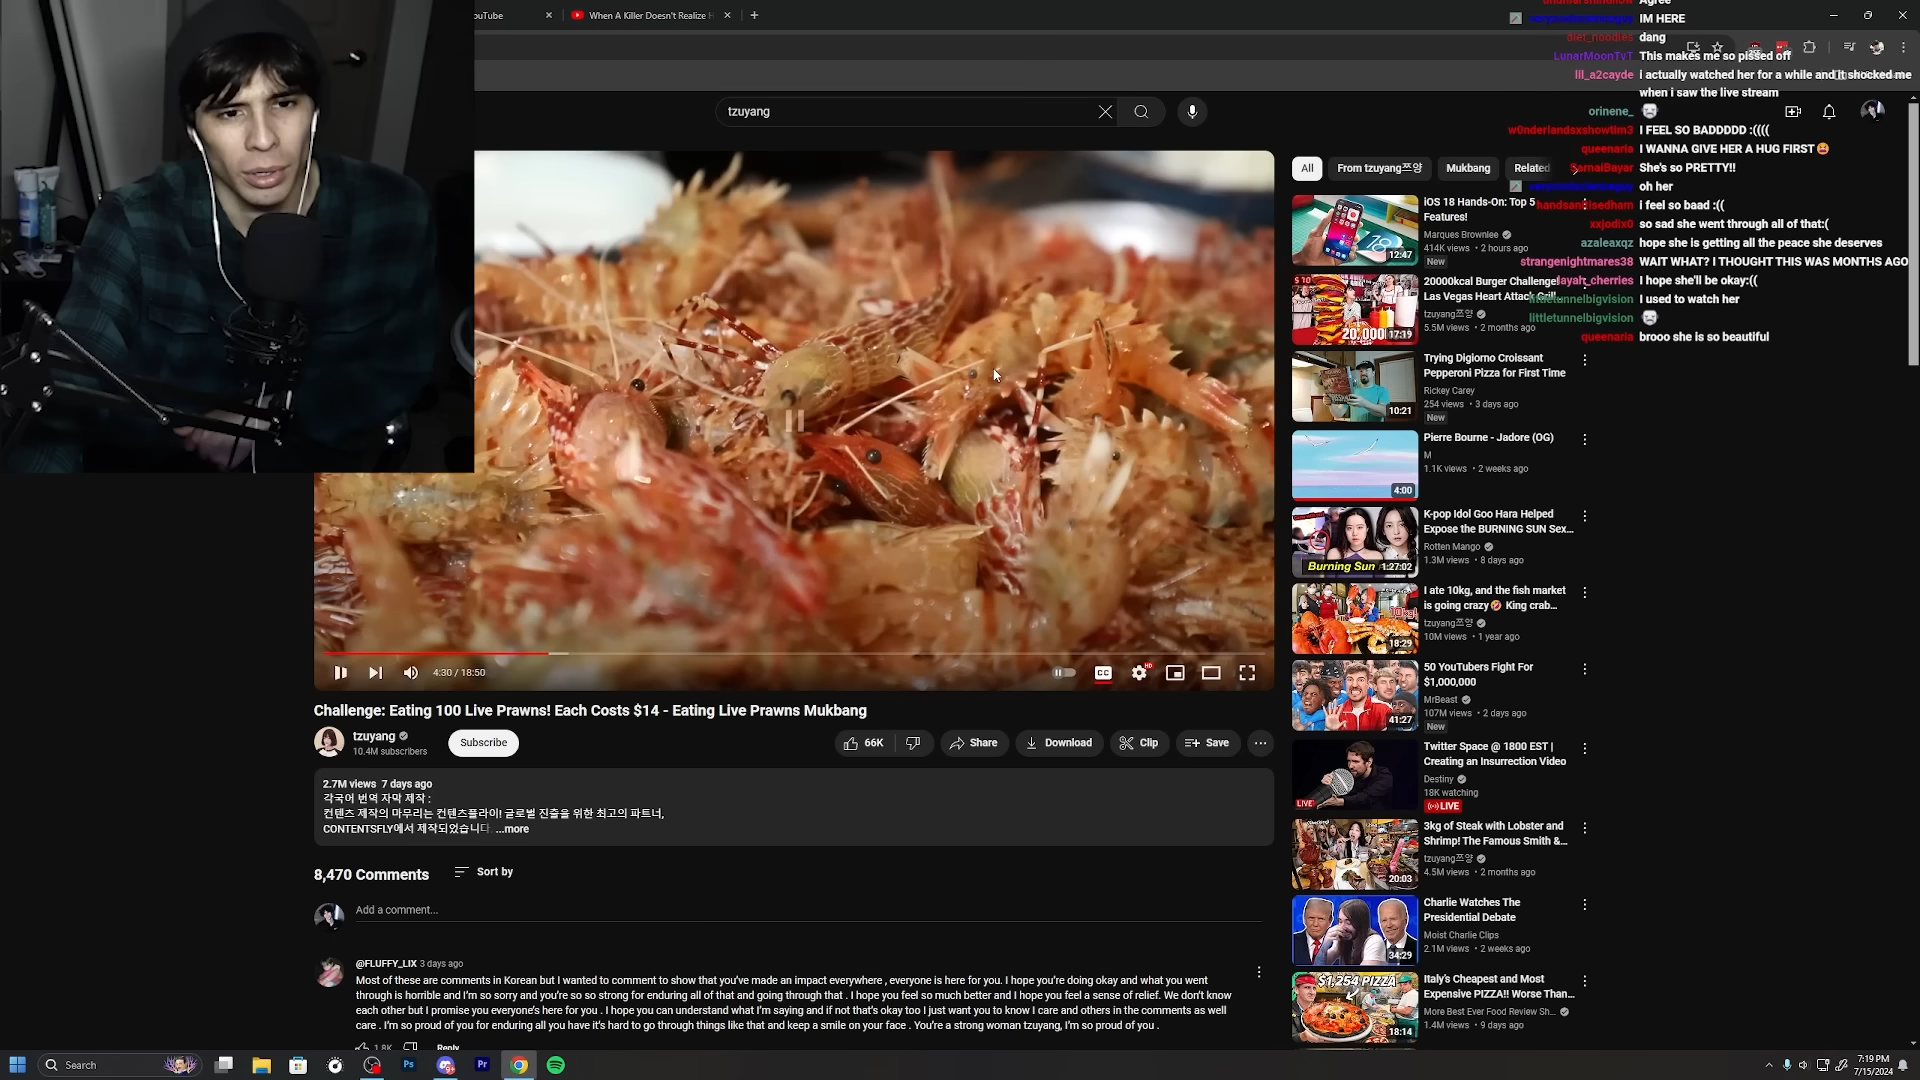 ouTube
When A Killer Doesn't Realize H
tzuyang
Agree
IM HERE
diet_noodles dang
LunarMoonTvT This makes me so pissed off
lil_a2cayde i actually watched her for a while and it shocked me
when i saw the live stream
orinene_
w0nderlandsxshowtim3 I FEEL SO BADDDDD :((((
queenaria I WANNA GIVE HER A HUG FIRST😫
SarnaiBayar She's so PRETTY!!
oh her
handsanitisedham i feel so baad :((
xxjodix0 so sad she went through all of that:(
azaleaxqz hope she is getting all the peace she deserves
strangenightmares38 WAIT WHAT? I THOUGHT THIS WAS MONTHS AGO
layah_cherries I hope she'll be okay:((
littletunnelbigvision I used to watch her
littletunnelbigvision
queenaria brooo she is so beautiful
All
From tzuyang쯔양
Mukbang
Related
iOS 18 Hands-On: Top 5
Features!
Marques Brownlee
414K views • 2 hours ago
New
12:47
20000kcal Burger Challenge!
Las Vegas Heart Attack Grill...
tzuyang쯔양
5.5M views • 2 months ago
20,000
17:19
Trying Digiorno Croissant
Pepperoni Pizza for First Time
Rickey Carey
254 views • 3 days ago
New
10:21
Pierre Bourne - Jadore (OG)
M
1.1K views • 2 weeks ago
4:00
K-pop Idol Goo Hara Helped
Expose the BURNING SUN Sex...
Rotten Mango
1.3M views • 8 days ago
Burning Sun
1:27:02
I ate 10kg, and the fish market
is going crazy🤣 King crab...
tzuyang쯔양
10M views • 1 year ago
18:29
50 YouTubers Fight For
$1,000,000
MrBeast
107M views • 2 days ago
New
41:27
Twitter Space @ 1800 EST |
Creating an Insurrection Video
Destiny
18K watching
LIVE
LIVE
3kg of Steak with Lobster and
Shrimp! The Famous Smith &...
tzuyang쯔양
4.5M views • 2 months ago
20:03
Charlie Watches The
Presidential Debate
Moist Charlie Clips
2.1M views • 2 weeks ago
34:29
Italy's Cheapest and Most
Expensive PIZZA!! Worse Than...
More Best Ever Food Review Sh...
1.4M views • 9 days ago
$1,254 PIZZA
18:14
4:30 / 18:50
CC
HD
Challenge: Eating 100 Live Prawns! Each Costs $14 - Eating Live Prawns Mukbang
tzuyang
10.4M subscribers
Subscribe
66K
Share
Download
Clip
Save
2.7M views 7 days ago
각국어 번역 자막 제작 :
컨텐츠 제작의 마무리는 컨텐츠플라이! 글로벌 진출을 위한 최고의 파트너,
CONTENTSFLY에서 제작되었습니다 ...more
8,470 Comments
Sort by
Add a comment...
@FLUFFY_LIX 3 days ago
Most of these are comments in Korean but I wanted to comment to show that you've made an impact everywhere , everyone is here for you. I hope you're doing okay and what you went
through is horrible and I'm so sorry and you're so so strong for enduring all of that and going through that . I hope you feel so much better and I hope you feel a sense of relief. We don't know
each other but I promise you everyone's here for you . I hope you can understand what I'm saying and if not that's okay too I just want you to know I care and others in the comments as well
care . I'm so proud of you for enduring all you have it's hard to go through things like that and keep a smile on your face . You're a strong woman tzuyang, I'm so proud of you .
1.8K
Reply
Search
Ps
Pr
7:19 PM
7/15/2024